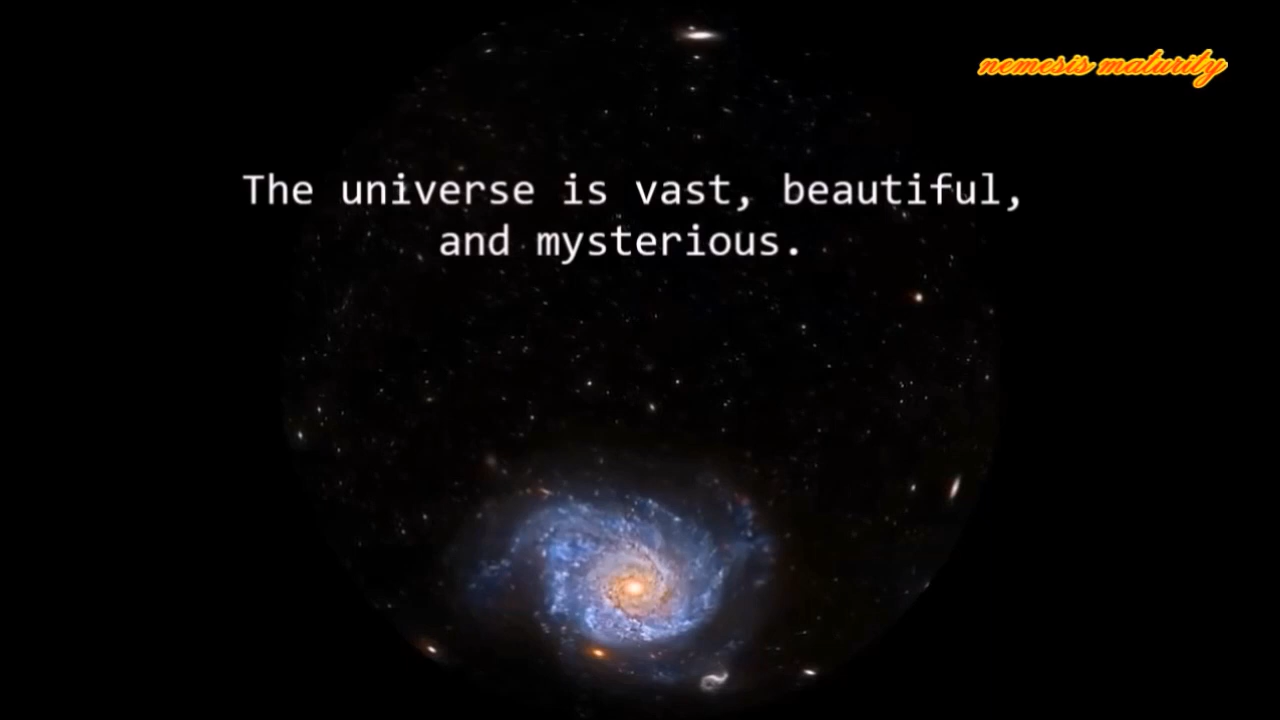 nemesis maturity
The universe is vast, beautiful,
and mysterious.